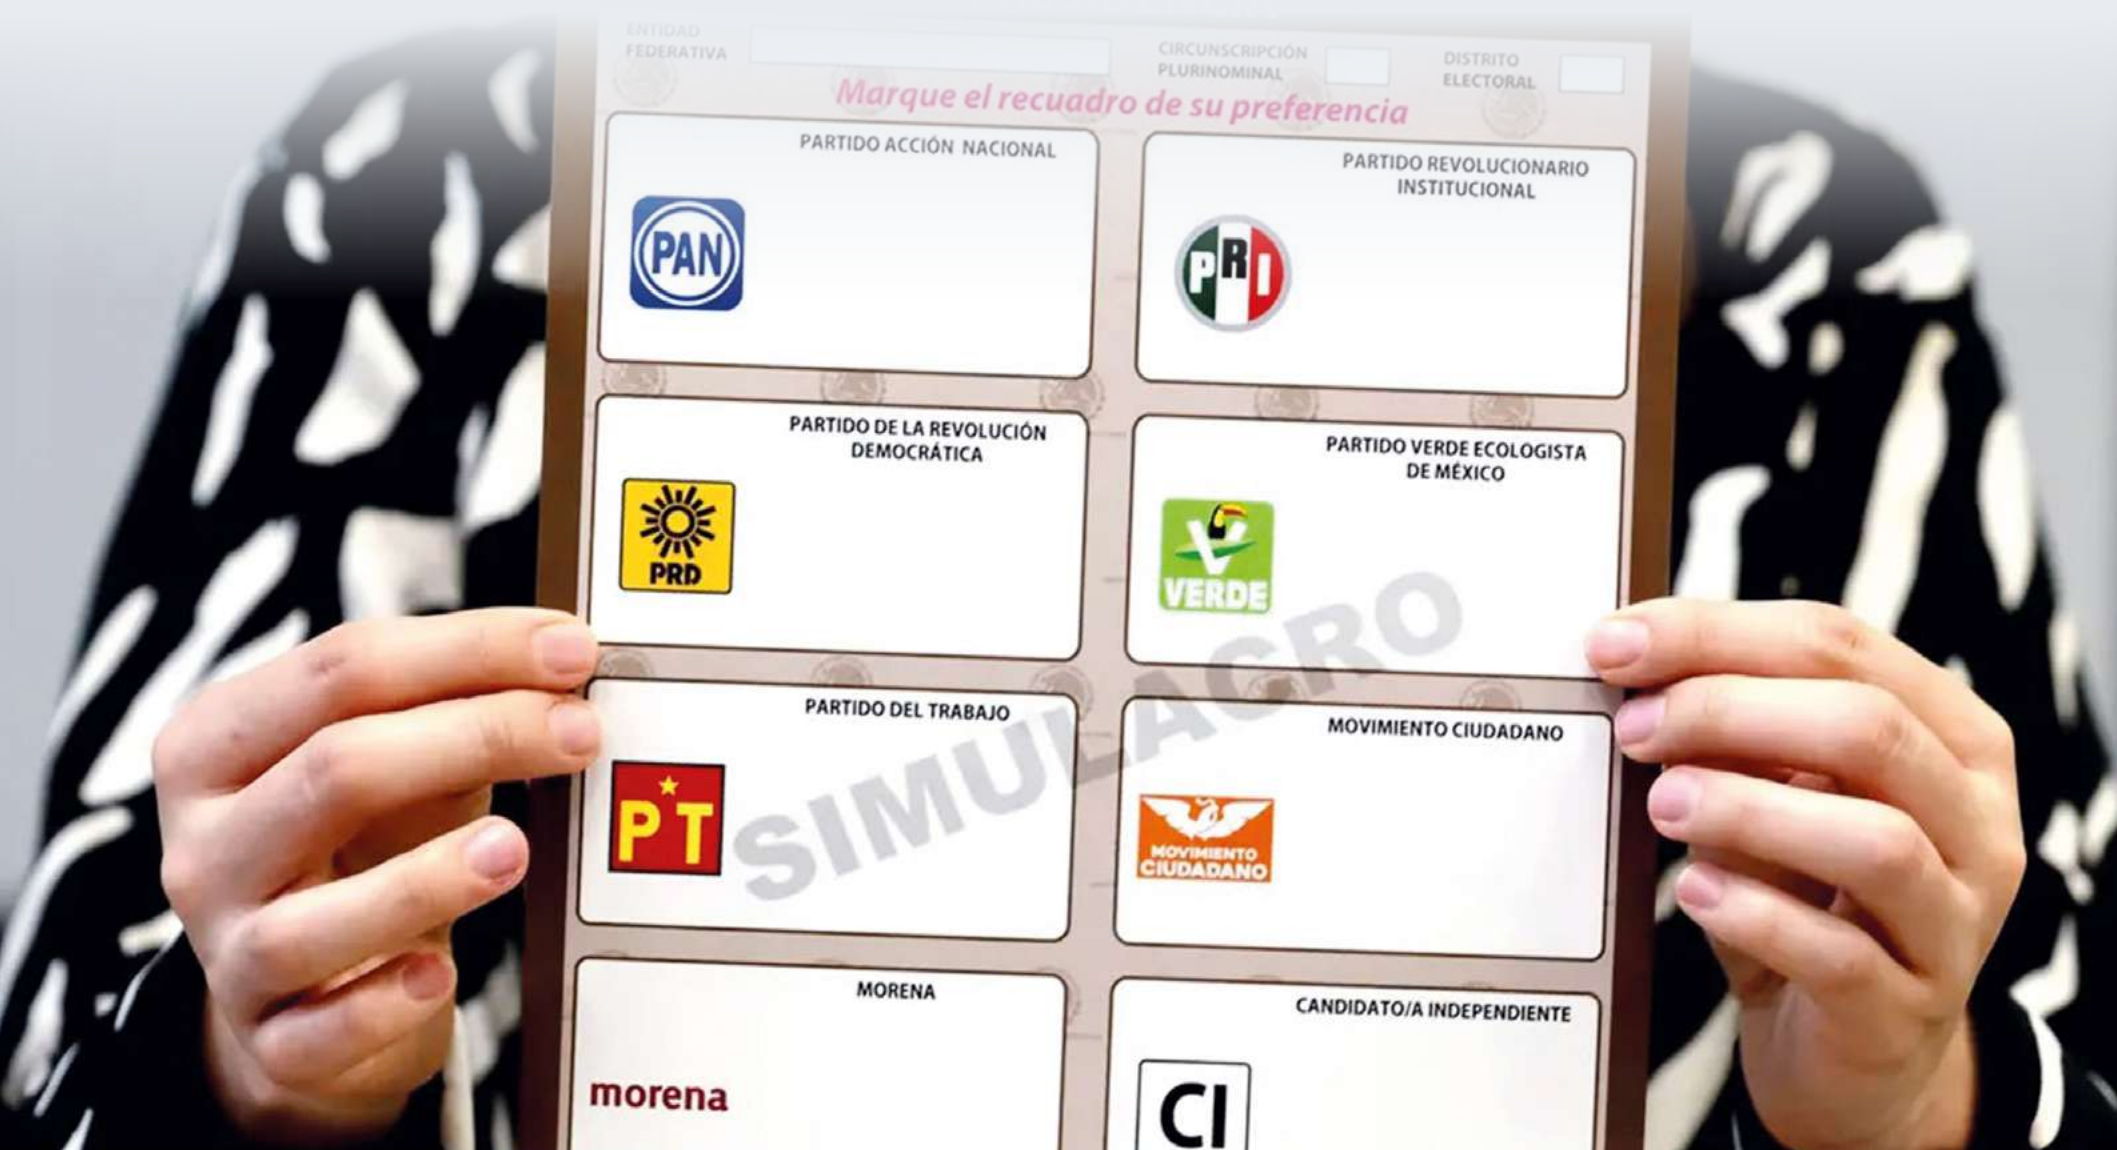 ENTIDAD
FEDERATIVA
CIRCUNSCRIPCIÓN
PLURINOMINAL
DISTRITO
ELECTORAL
Marque el recuadro de su preferencia
PARTIDO ACCIÓN NACIONAL
PAN
PARTIDO REVOLUCIONARIO
INSTITUCIONAL
PRI
PARTIDO DE LA REVOLUCIÓN
DEMOCRÁTICA
PRD
PARTIDO VERDE ECOLOGISTA
DE MÉXICO
V
VERDE
PARTIDO DEL TRABAJO
PT
MOVIMIENTO CIUDADANO
MOVIMIENTO
CIUDADANO
SIMULACRO
MORENA
morena
CANDIDATO/A INDEPENDIENTE
CI